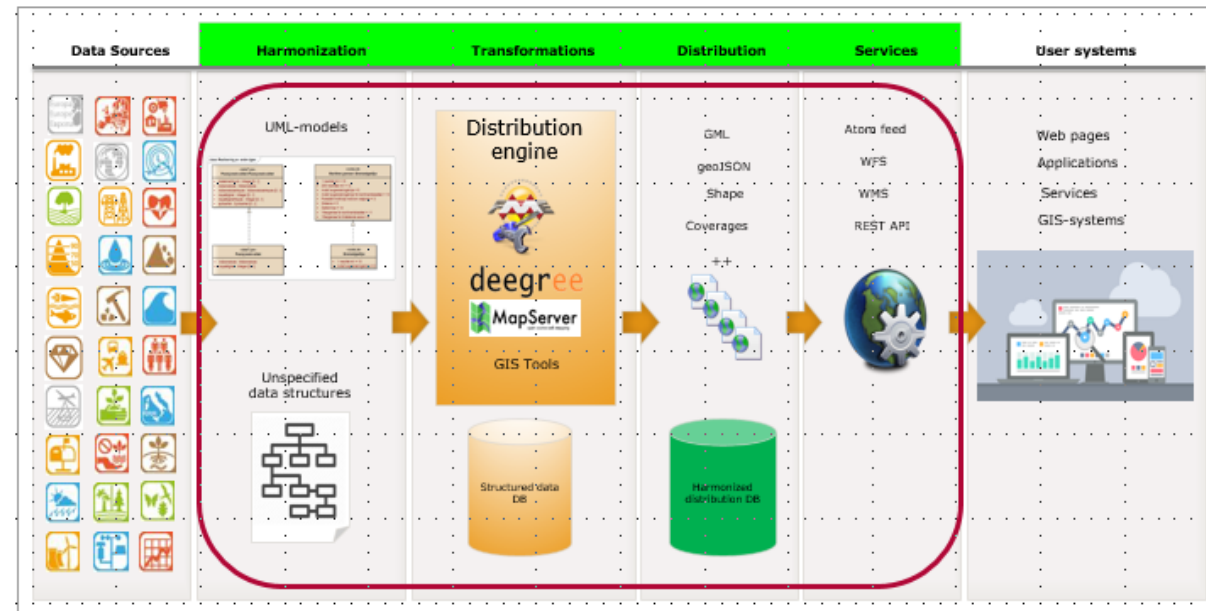 Data Sources
Harmonization
Transformations
Distribution
Services
User systems
UML-models
Unspecified
data structures
Distribution
engine
deegree
MapServer
GIS Tools
Structured data
DB
GML
geoJSON
Shape
Coverages
++
Harmonized
distribution DB
Atom feed
WFS
WMS
REST API
Web pages
Applications
Services
GIS-systems